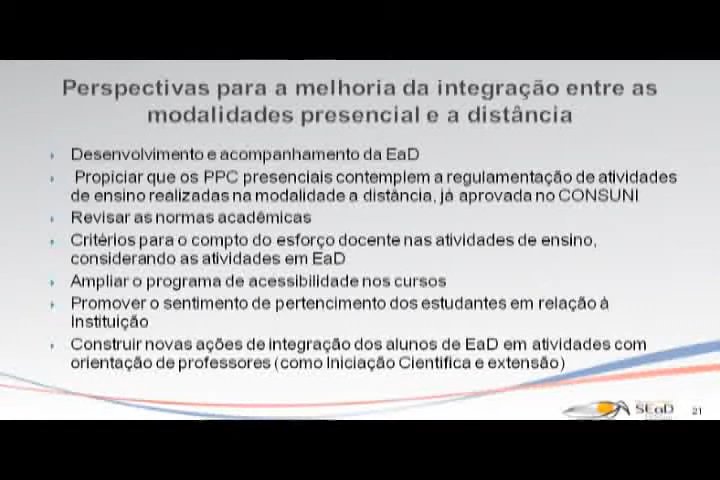 Perspectivas para a melhoria da integração entre as
modalidades presencial e a distância
Desenvolvimento e acompanhamento da EaD
Propiciar que os PPC presenciais contemplem a regulamentação de atividades
de ensino realizadas na modalidade a distância, já aprovada no CONSUNI
Revisar as normas acadêmicas
Critérios para o compto do esforço docente nas atividades de ensino,
considerando as atividades em EaD
Ampliar o programa de acessibilidade nos cursos
Promover o sentimento de pertencimento dos estudantes em relação à
Instituição
Construir novas ações de integração dos alunos de EaD em atividades com
orientação de professores (como Iniciação Cientifica e extensão)
SEaD
21